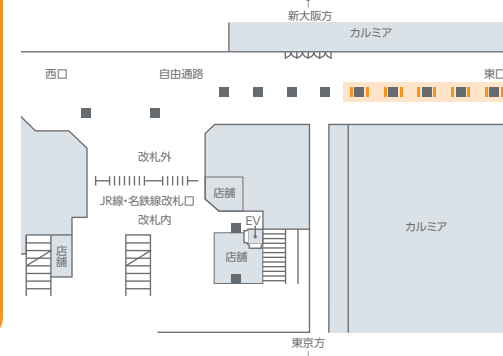 新大阪方
カルミア
西口
自由通路
東口
改札外
JR線・名鉄線改札口
改札内
店舗
EV
店舗
店舗
カルミア
東京方